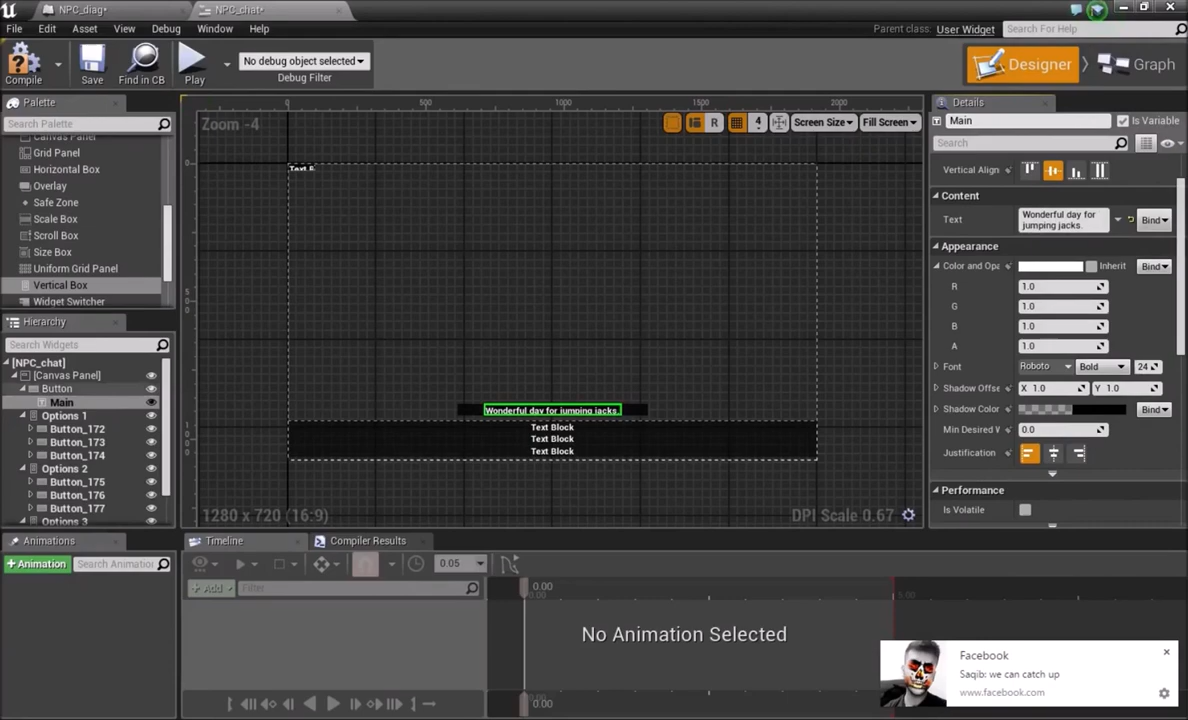 NPC_diag*
NPC_chat*
File Edit Asset View Debug Window Help
Parent class: User Widget
Search For Help
Compile
Save
Find in CB
Play
No debug object selected
Debug Filter
Designer
Graph
Palette
Search Palette
Canvas Panel
Grid Panel
Horizontal Box
Overlay
Safe Zone
Scale Box
Scroll Box
Size Box
Uniform Grid Panel
Vertical Box
Widget Switcher
Hierarchy
Search Widgets
[NPC_chat]
[Canvas Panel]
Button
Main
Options 1
Button_172
Button_173
Button_174
Options 2
Button_175
Button_176
Button_177
Options 3
Zoom -4
0 500 1000 1500 2000
R
4
Screen Size
Fill Screen
Wonderful day for jumping jacks.
Text Block
Text Block
Text Block
1280 x 720 (16:9)
DPI Scale 0.67
Details
Main
Is Variable
Search
Vertical Align
Content
Text
Wonderful day for
jumping jacks.
Bind
Appearance
Color and Opa
Inherit
Bind
R 1.0
G 1.0
B 1.0
A 1.0
Font Roboto Bold 24
Shadow Offse X 1.0 Y 1.0
Shadow Color Bind
Min Desired V 0.0
Justification
Performance
Is Volatile
Animations
+Animation
Search Animation
Timeline
Compiler Results
0.05
+Add
Filter
0.00
0.00
5.00
No Animation Selected
0.00
0.00
Facebook
Saqib: we can catch up
www.facebook.com